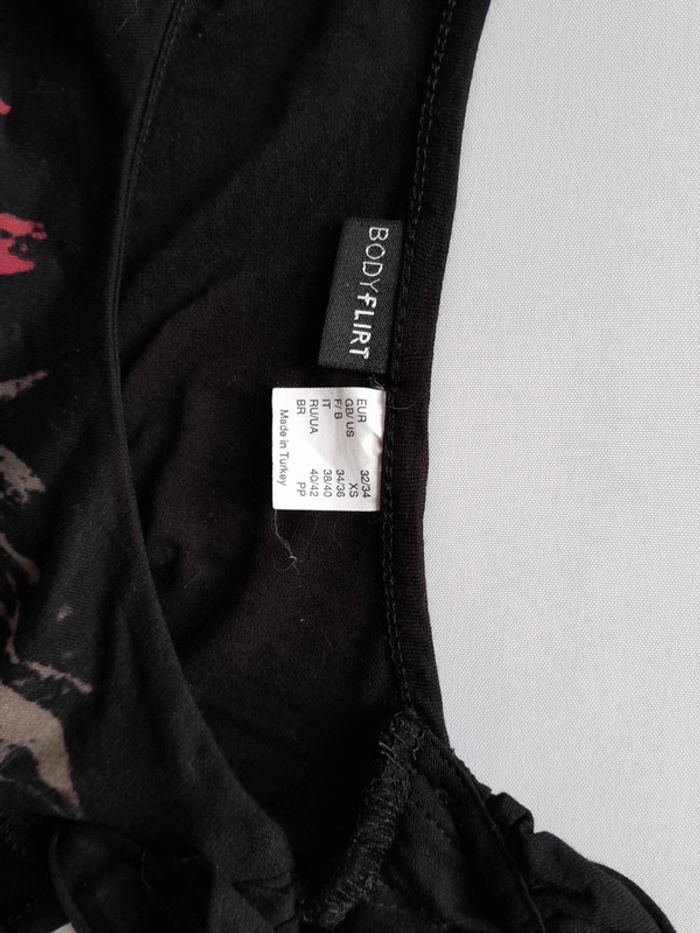 BODYFLIRT
EUR 32/34
GB/ US XS
F/ B 34/36
IT 38/40
RU/UA 40/42
BR PP
Made in Turkey